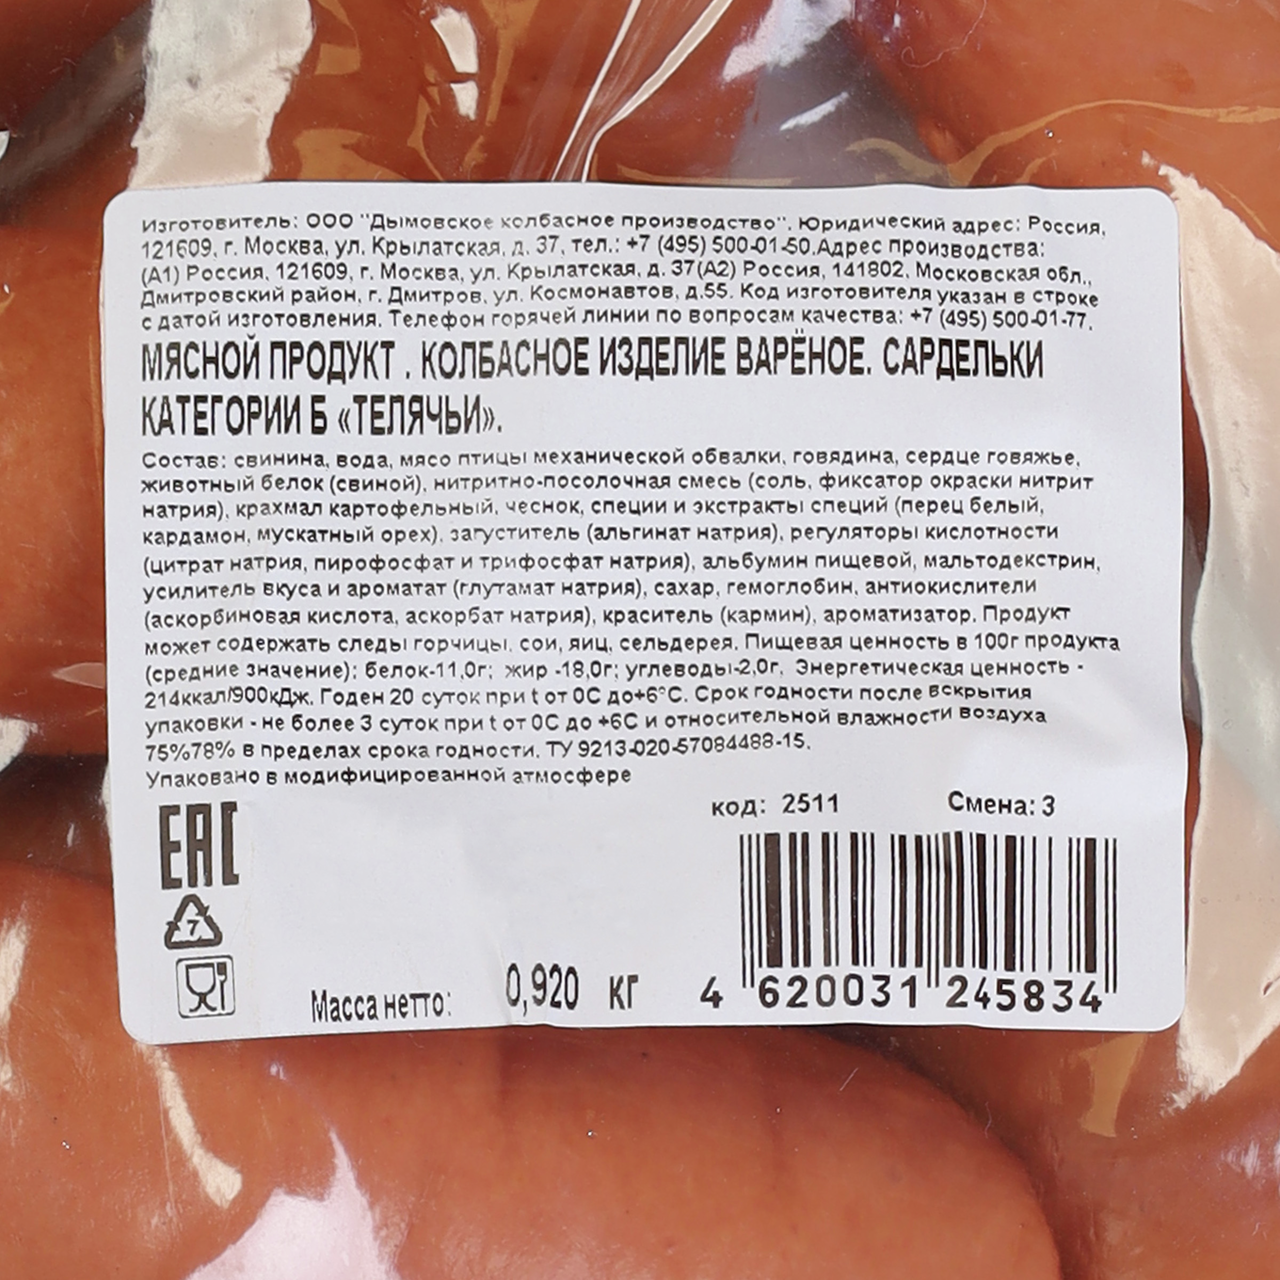 Изготовитель: ООО "Дымовское колбасное производство". Юридический адрес: Россия,
121609, г. Москва, ул. Крылатская, д. 37, тел.: +7 (495) 500-01-50.Адрес производства:
(А1) Россия, 121609, г. Москва, ул. Крылатская, д. 37(А2) Россия, 141802, Московская обл.,
Дмитровский район, г. Дмитров, ул. Космонавтов, д.55. Код изготовителя указан в строке
с датой изготовления. Телефон горячей линии по вопросам качества: +7 (495) 500-01-77.
МЯСНОЙ ПРОДУКТ . КОЛБАСНОЕ ИЗДЕЛИЕ ВАРЁНОЕ. САРДЕЛЬКИ
КАТЕГОРИИ Б «ТЕЛЯЧЬИ».
Состав: свинина, вода, мясо птицы механической обвалки, говядина, сердце говяжье,
животный белок (свиной), нитритно-посолочная смесь (соль, фиксатор окраски нитрит
натрия), крахмал картофельный, чеснок, специи и экстракты специй (перец белый,
кардамон, мускатный орех), загуститель (альгинат натрия), регуляторы кислотности
(цитрат натрия, пирофосфат и трифосфат натрия), альбумин пищевой, мальтодекстрин,
усилитель вкуса и ароматат (глутамат натрия), сахар, гемоглобин, антиокислители
(аскорбиновая кислота, аскорбат натрия), краситель (кармин), ароматизатор. Продукт
может содержать следы горчицы, сои, яиц, сельдерея. Пищевая ценность в 100г продукта
(средние значение): белок-11,0г; жир -18,0г; углеводы-2,0г, Энергетическая ценность -
214ккал/900кДж. Годен 20 суток при t от 0С до+6°С. Срок годности после вскрытия
упаковки - не более 3 суток при t от 0С до +6С и относительной влажности воздуха
75%78% в пределах срока годности. ТУ 9213-020-57084488-15.
Упаковано в модифицированной атмосфере
код: 2511 Смена: 3
EAC
7
Масса нетто: 0,920 кг
4 620031 245834